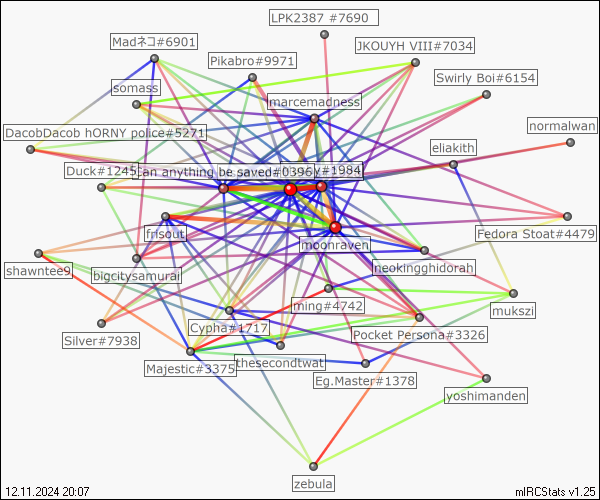 LPK2387 #7690
Madネコ#6901
JKOUYH VIII#7034
Pikabro#9971
Swirly Boi#6154
somass
marcemadness
normalwan
DacobDacob hORNY police#5271
eliakith
Duck#1245
can anything be saved#0396
y#1984
frfsout
Fedora Stoat#4479
moonraven
neokingghidorah
shawntee9
bigcitysamurai
ming#4742
mukszi
Cypha#1717
Silver#7938
Pocket Persona#3326
Majestic#3375
thesecondtwat
Eg.Master#1378
yoshimanden
zebula
12.11.2024 20:07
mIRCStats v1.25